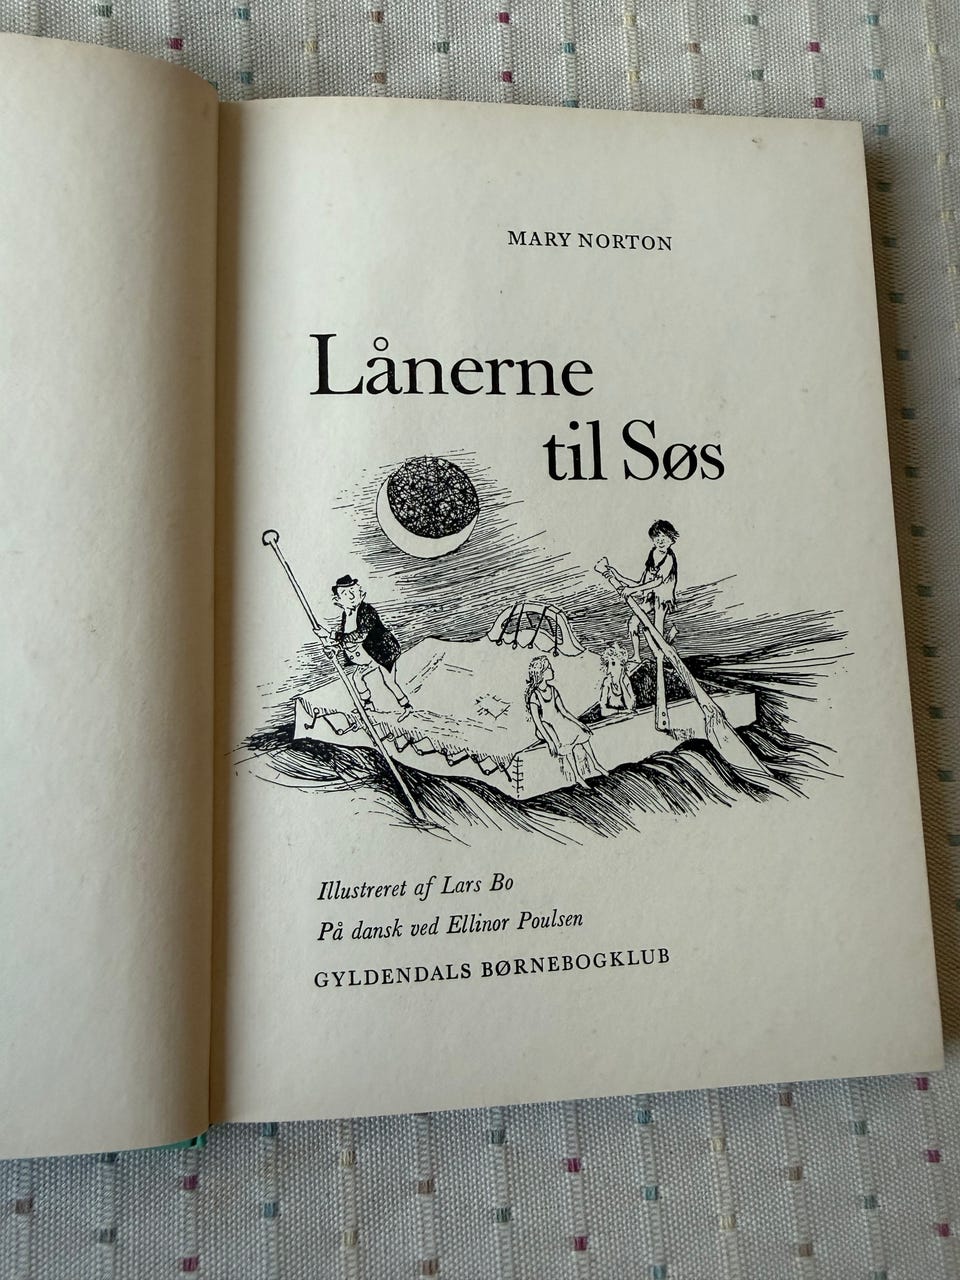 MARY NORTON
Lånerne
til Søs
Illustreret af Lars Bo
På dansk ved Ellinor Poulsen
GYLDENDALS BØRNEBOGKLUB